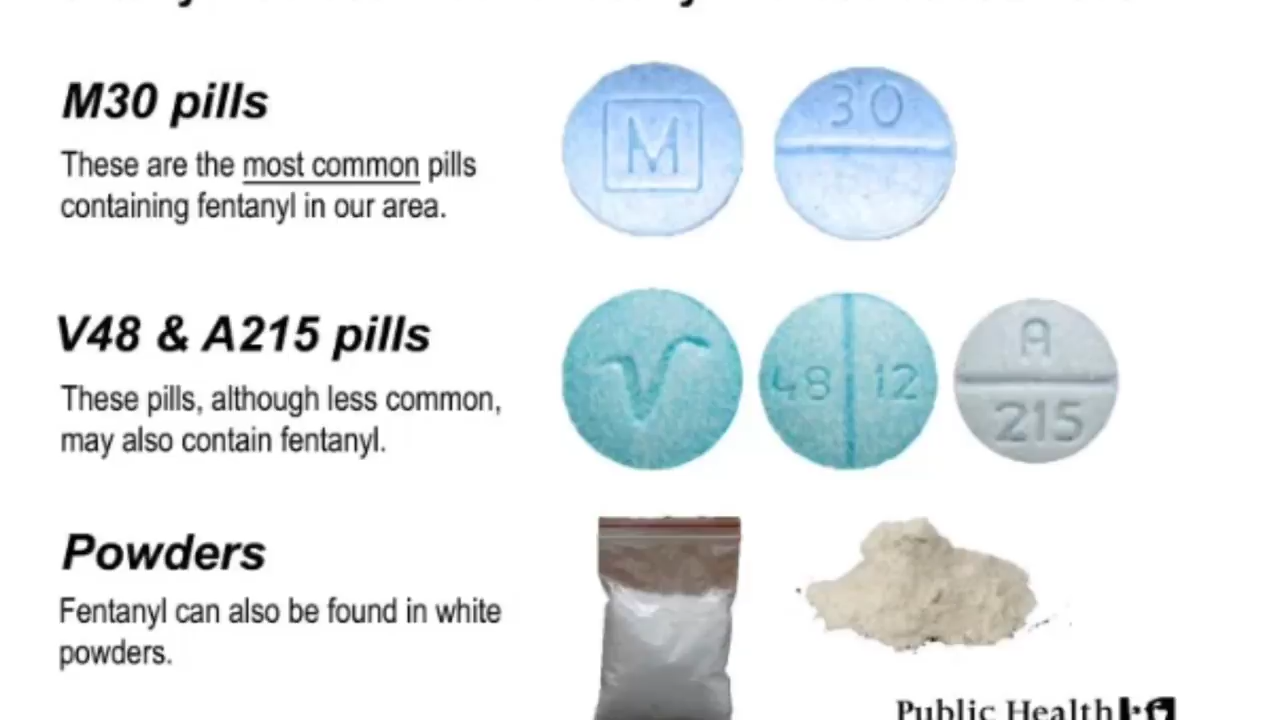 M30 pills
These are the most common pills
containing fentanyl in our area.
M
30
V48 & A215 pills
These pills, although less common,
may also contain fentanyl.
V
48 12
A
215
Powders
Fentanyl can also be found in white
powders.
Public Health